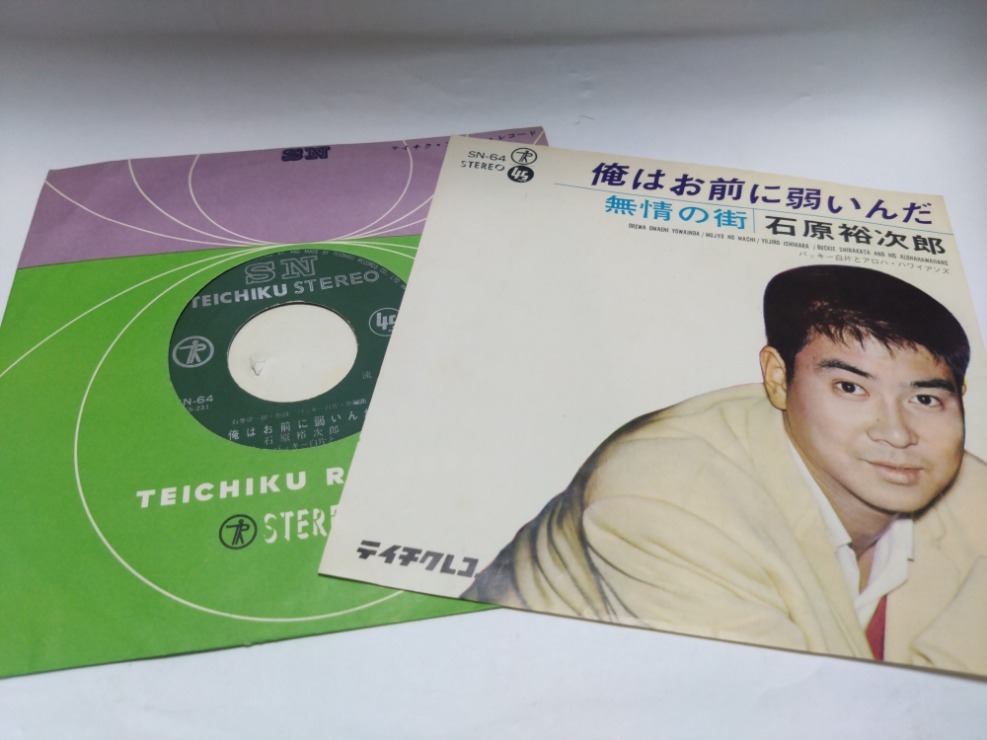 SN
SN
TEICHIKU STEREO
45
SN-64
俺はお前に弱いんだ
石原裕次郎
TEICHIKU R
STERE
SN-64
STEREO
45
俺はお前に弱いんだ
無情の街
石原裕次郎
OREWA OMAENI YOWAINDA / MUJYO NO MACHI / YUJIRO ISHIHARA / BUCKIE SHIRAKATA AND HIS ALOHAHAWAIIANS
バッキー白片とアロハ・ハワイアンズ
テイチクレコ